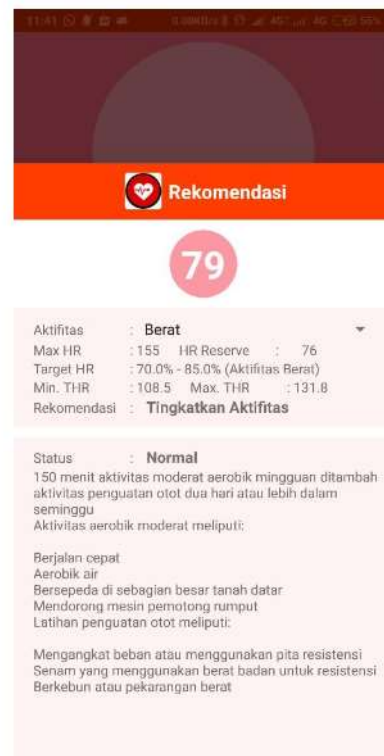 11:41
Rekomendasi
79
Aktifitas : Berat
Max HR : 155 HR Reserve : 76
Target HR : 70.0% - 85.0% (Aktifitas Berat)
Min. THR : 108.5 Max. THR : 131.8
Rekomendasi : Tingkatkan Aktifitas
Status : Normal
150 menit aktivitas moderat aerobik mingguan ditambah
aktivitas penguatan otot dua hari atau lebih dalam
seminggu
Aktivitas aerobik moderat meliputi:
Berjalan cepat
Aerobik air
Bersepeda di sebagian besar tanah datar
Mendorong mesin pemotong rumput
Latihan penguatan otot meliputi:
Mengangkat beban atau menggunakan pita resistensi
Senam yang menggunakan berat badan untuk resistensi
Berkebun atau pekarangan berat